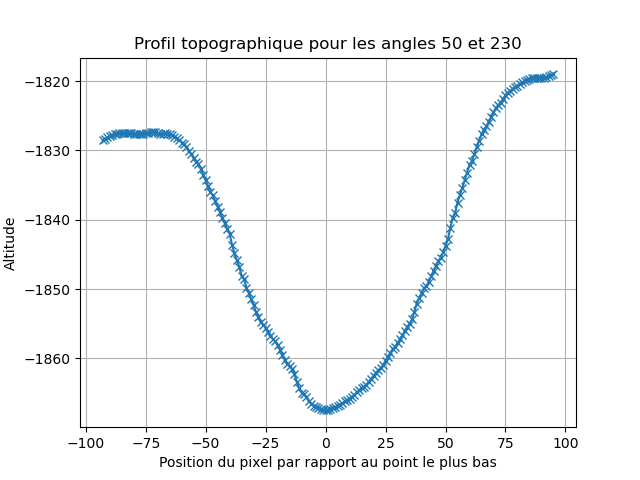 Profil topographique pour les angles 50 et 230
−1820
−1830
−1840
−1850
−1860
Altitude
−100 −75 −50 −25 0 25 50 75 100
Position du pixel par rapport au point le plus bas